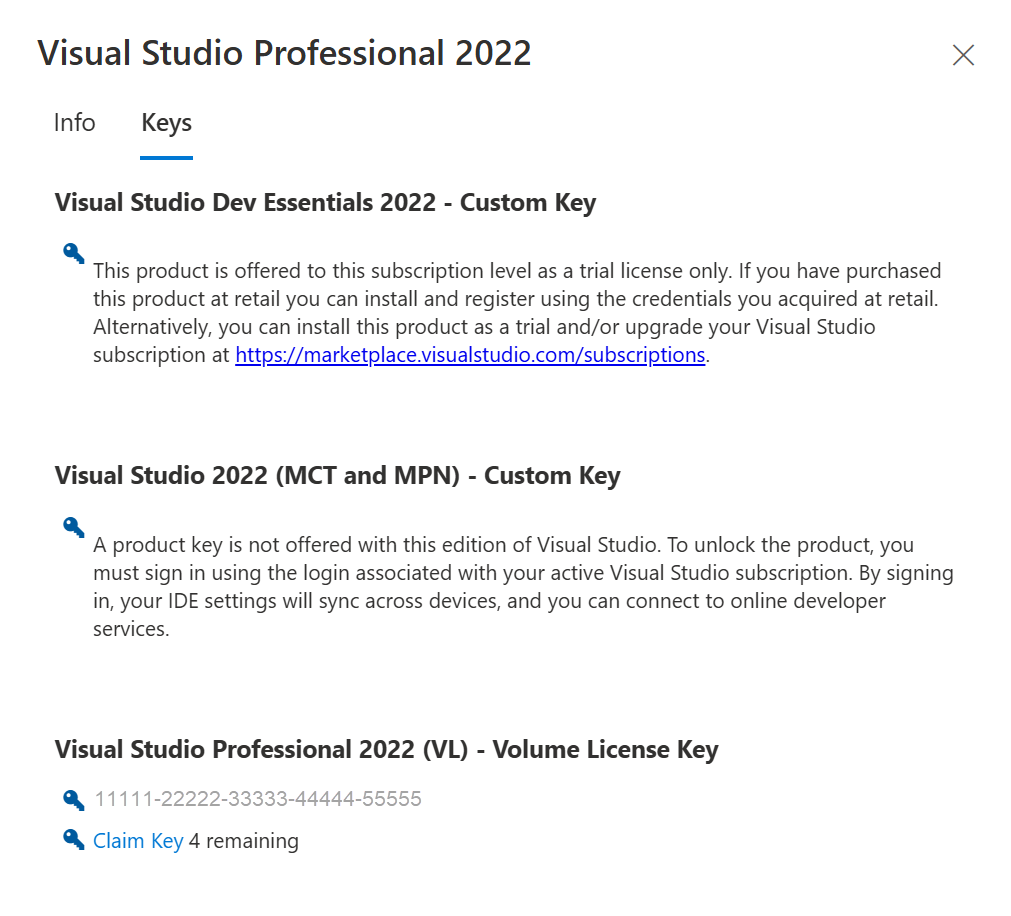 Visual Studio Professional 2022
Info Keys
Visual Studio Dev Essentials 2022 - Custom Key
This product is offered to this subscription level as a trial license only. If you have purchased
this product at retail you can install and register using the credentials you acquired at retail.
Alternatively, you can install this product as a trial and/or upgrade your Visual Studio
subscription at https://marketplace.visualstudio.com/subscriptions.
Visual Studio 2022 (MCT and MPN) - Custom Key
A product key is not offered with this edition of Visual Studio. To unlock the product, you
must sign in using the login associated with your active Visual Studio subscription. By signing
in, your IDE settings will sync across devices, and you can connect to online developer
services.
Visual Studio Professional 2022 (VL) - Volume License Key
11111-22222-33333-44444-55555
Claim Key 4 remaining